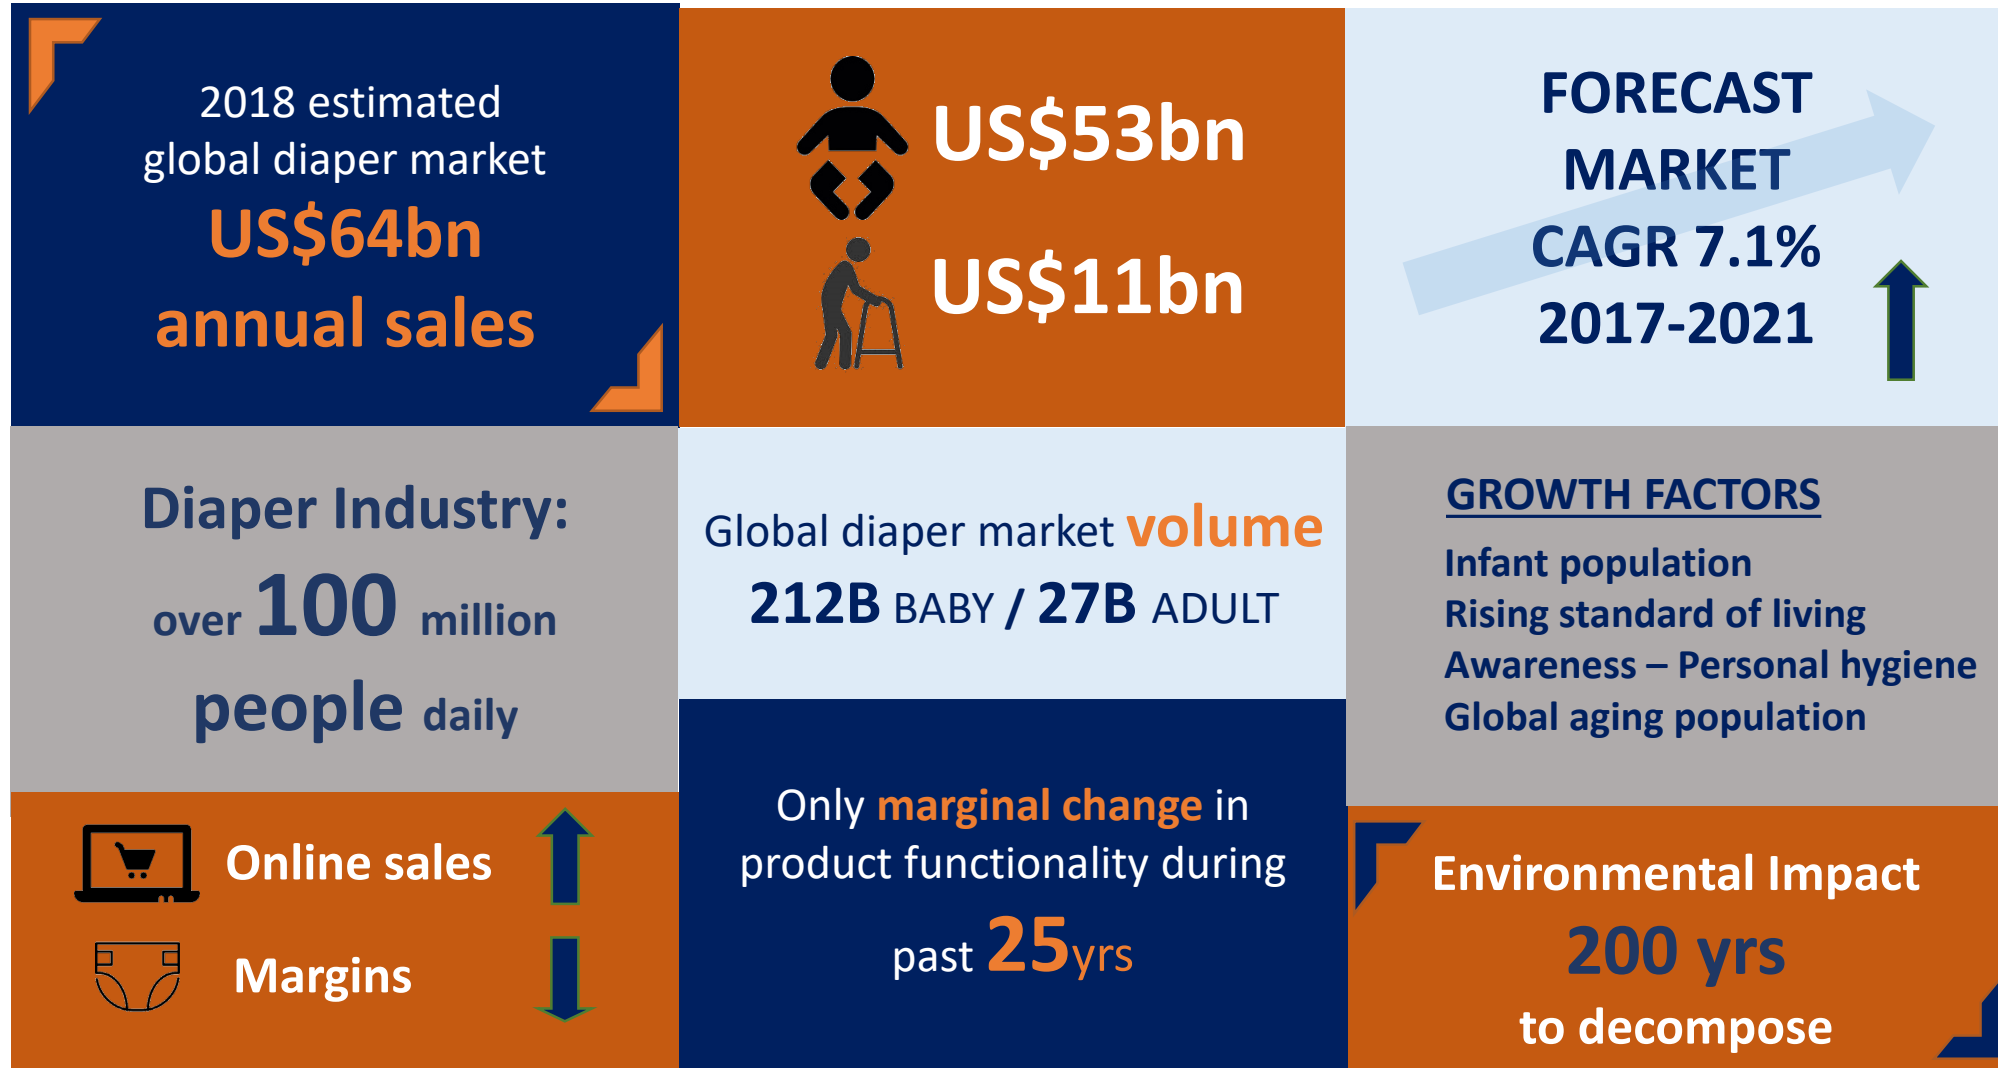 2018 estimated
global diaper market
US$64bn
annual sales
US$53bn
US$11bn
FORECAST
MARKET
CAGR 7.1%
2017-2021
Diaper Industry:
over 100 million
people daily
Global diaper market volume
212B BABY / 27B ADULT
GROWTH FACTORS
Infant population
Rising standard of living
Awareness – Personal hygiene
Global aging population
Online sales
Margins
Only marginal change in
product functionality during
past 25yrs
Environmental Impact
200 yrs
to decompose